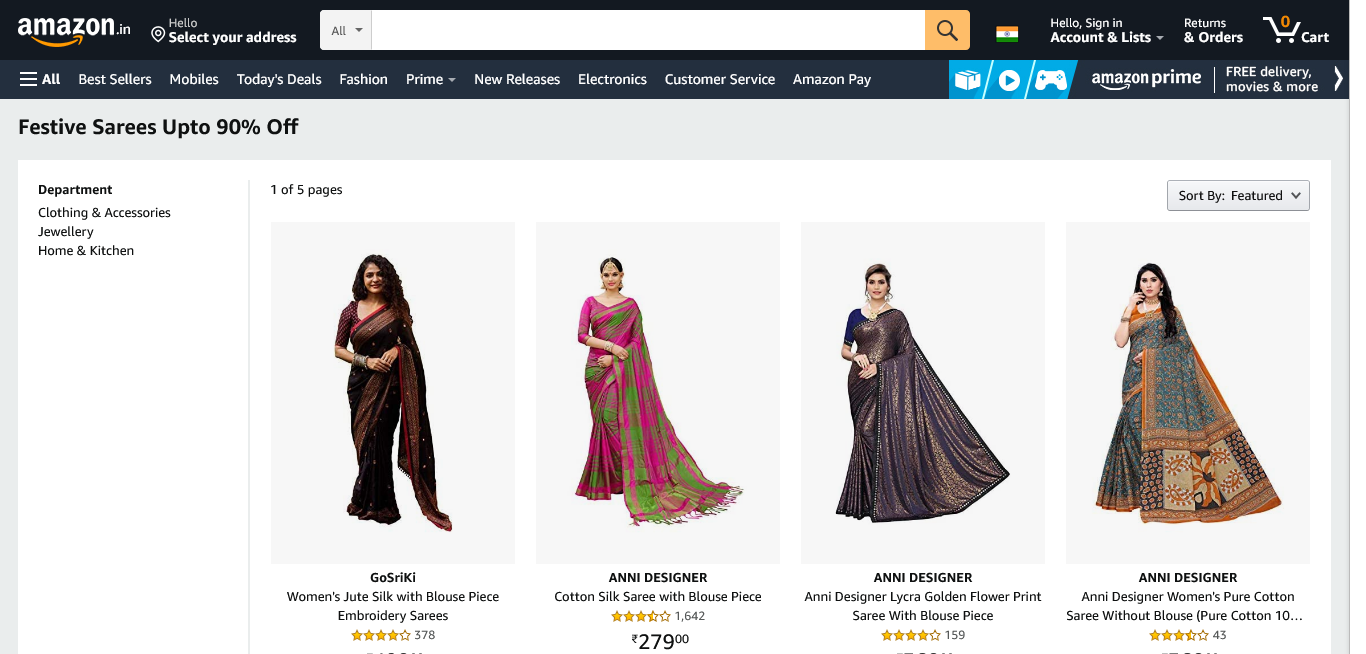 amazon.in
Hello
Select your address
All
Hello, Sign in
Account & Lists
Returns
& Orders
0
Cart
All
Best Sellers
Mobiles
Today's Deals
Fashion
Prime
New Releases
Electronics
Customer Service
Amazon Pay
amazon prime
FREE delivery,
movies & more
Festive Sarees Upto 90% Off
Department
Clothing & Accessories
Jewellery
Home & Kitchen
1 of 5 pages
Sort By: Featured
GoSriKi
Women's Jute Silk with Blouse Piece
Embroidery Sarees
378
ANNI DESIGNER
Cotton Silk Saree with Blouse Piece
1,642
₹27900
ANNI DESIGNER
Anni Designer Lycra Golden Flower Print
Saree With Blouse Piece
159
ANNI DESIGNER
Anni Designer Women's Pure Cotton
Saree Without Blouse (Pure Cotton 10...
43